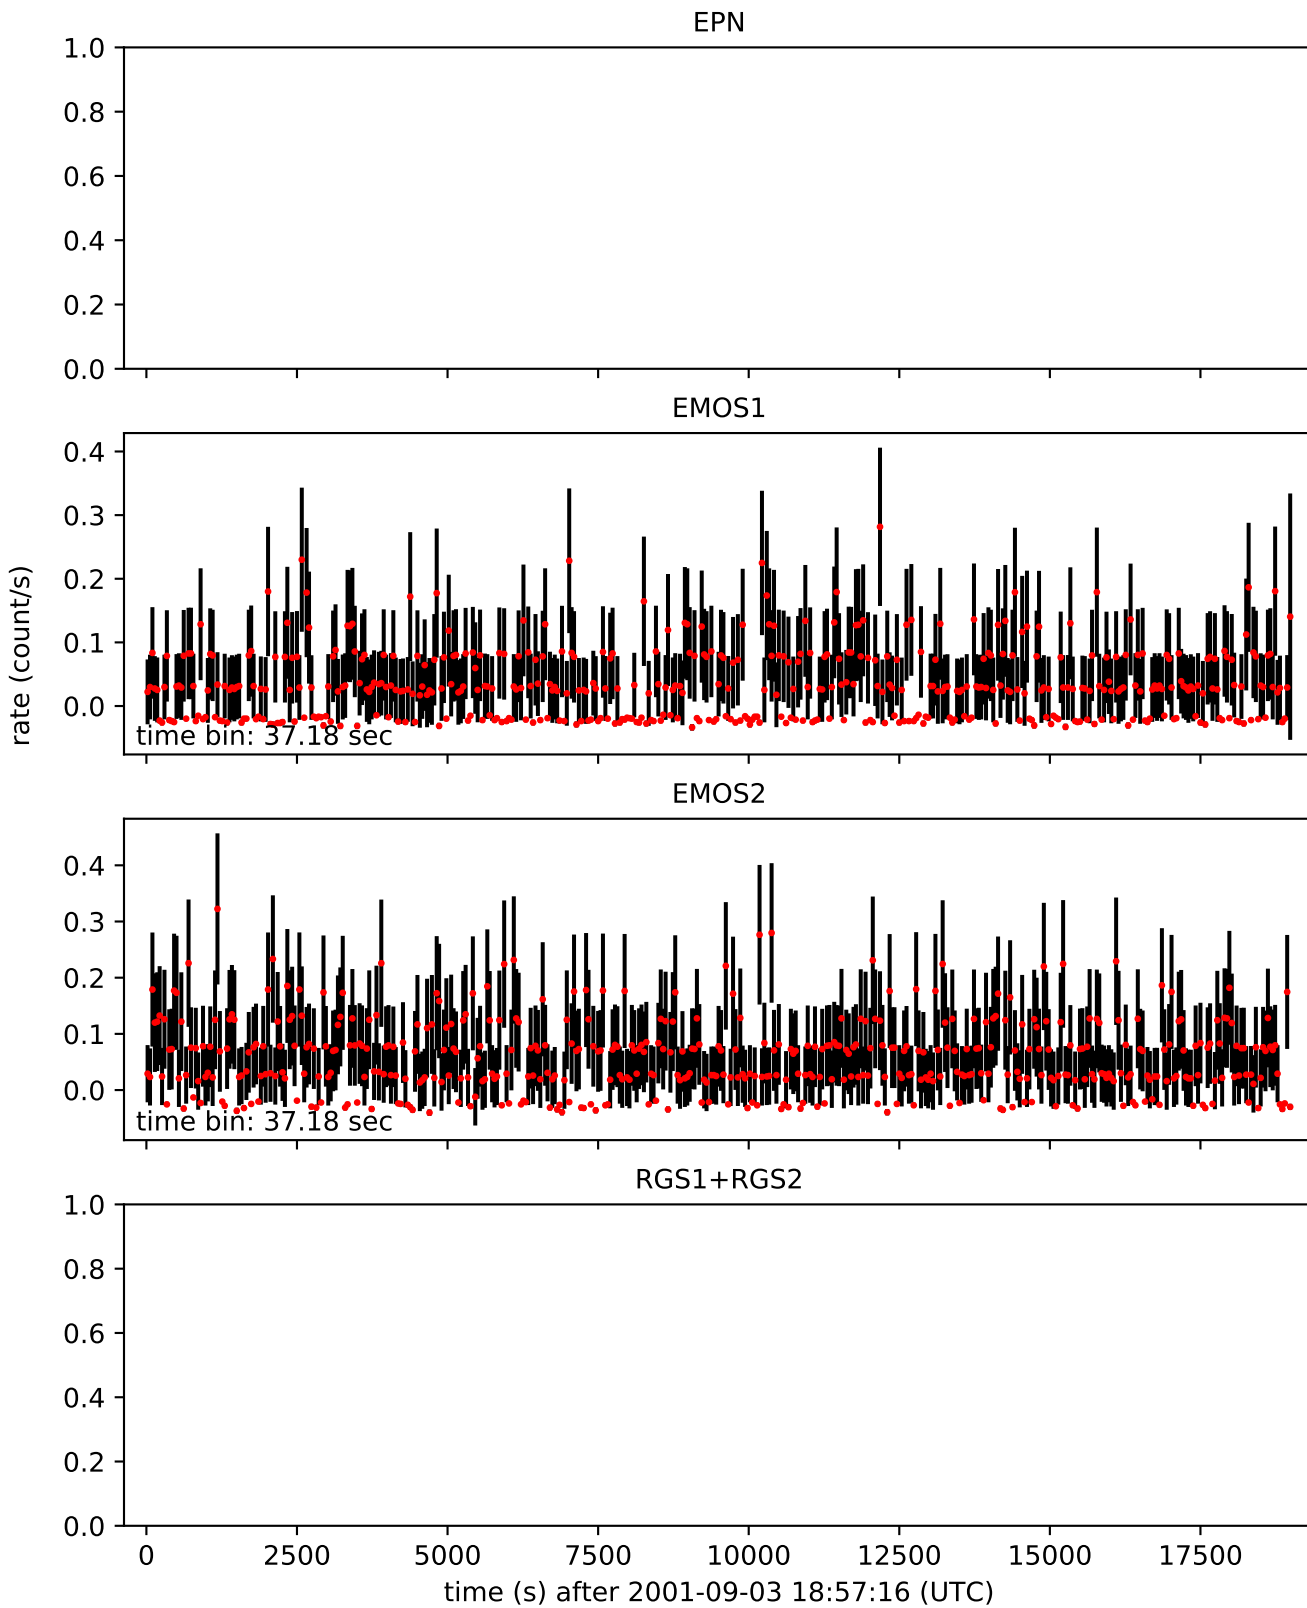 EPN
1.0
0.8
0.6
0.4
0.2
0.0
EMOS1
0.4
0.3
0.2
0.1
0.0
rate (count/s)
time bin: 37.18 sec
EMOS2
0.4
0.3
0.2
0.1
0.0
time bin: 37.18 sec
RGS1+RGS2
1.0
0.8
0.6
0.4
0.2
0.0
0 2500 5000 7500 10000 12500 15000 17500
time (s) after 2001-09-03 18:57:16 (UTC)